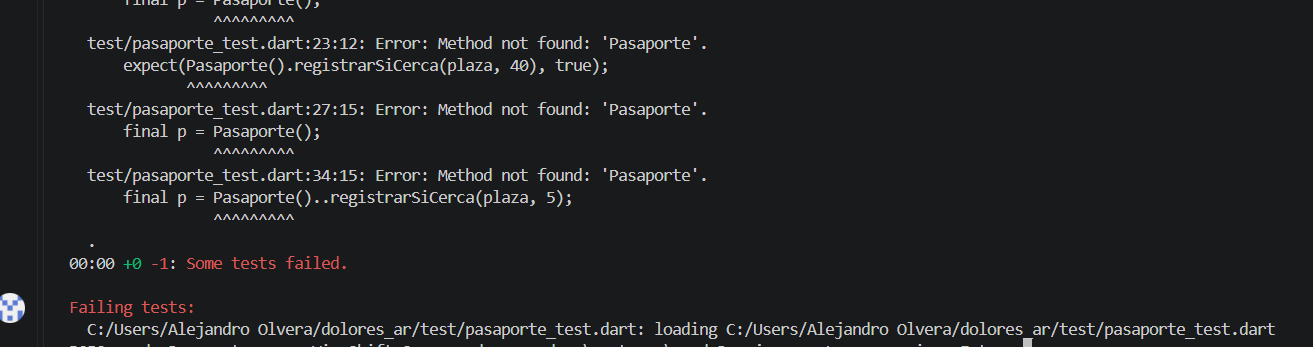 final p = Pasaporte();
^^^^^^^^^
test/pasaporte_test.dart:23:12: Error: Method not found: 'Pasaporte'.
expect(Pasaporte().registrarSiCerca(plaza, 40), true);
^^^^^^^^^
test/pasaporte_test.dart:27:15: Error: Method not found: 'Pasaporte'.
final p = Pasaporte();
^^^^^^^^^
test/pasaporte_test.dart:34:15: Error: Method not found: 'Pasaporte'.
final p = Pasaporte()..registrarSiCerca(plaza, 5);
^^^^^^^^^
.
00:00 +0 -1: Some tests failed.
Failing tests:
C:/Users/Alejandro Olvera/dolores_ar/test/pasaporte_test.dart: loading C:/Users/Alejandro Olvera/dolores_ar/test/pasaporte_test.dart